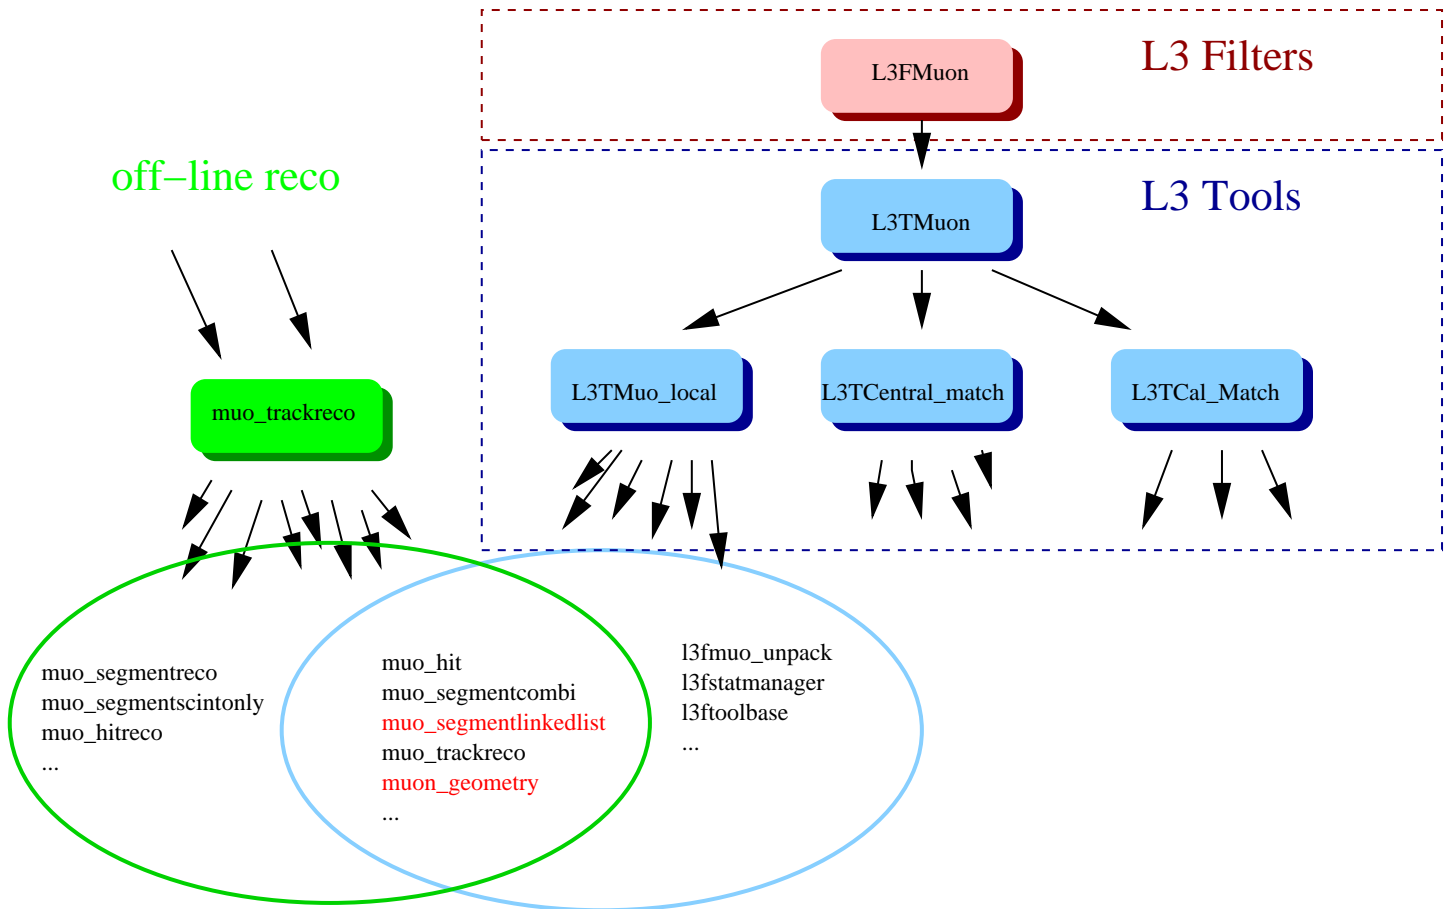 L3FMuon
L3 Filters
off−line reco
L3TMuon
L3 Tools
muo_trackreco
L3TMuo_local
L3TCentral_match
L3TCal_Match
muo_segmentreco
muo_segmentscintonly
muo_hitreco
...
muo_hit
muo_segmentcombi
muo_segmentlinkedlist
muo_trackreco
muon_geometry
...
l3fmuo_unpack
l3fstatmanager
l3ftoolbase
...